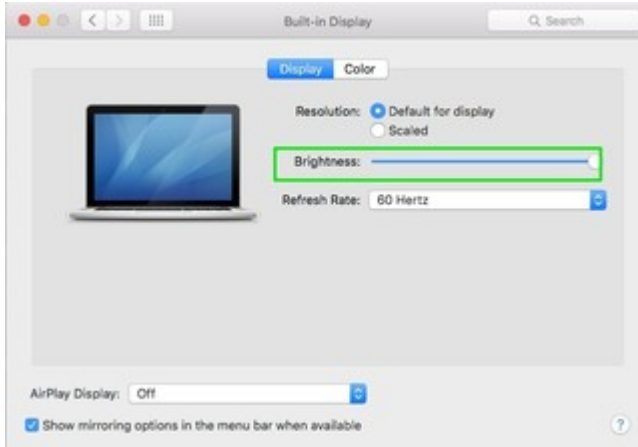 Built-in Display
Search
Display Color
Resolution: Default for display
Scaled
Brightness:
Refresh Rate: 60 Hertz
AirPlay Display: Off
Show mirroring options in the menu bar when available
?